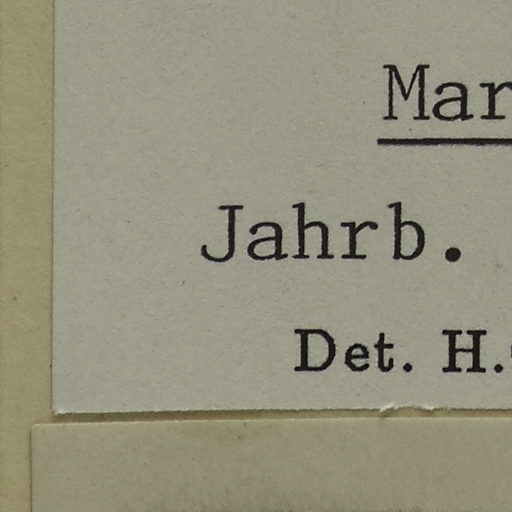 Mar
Jahrb.
Det. H.